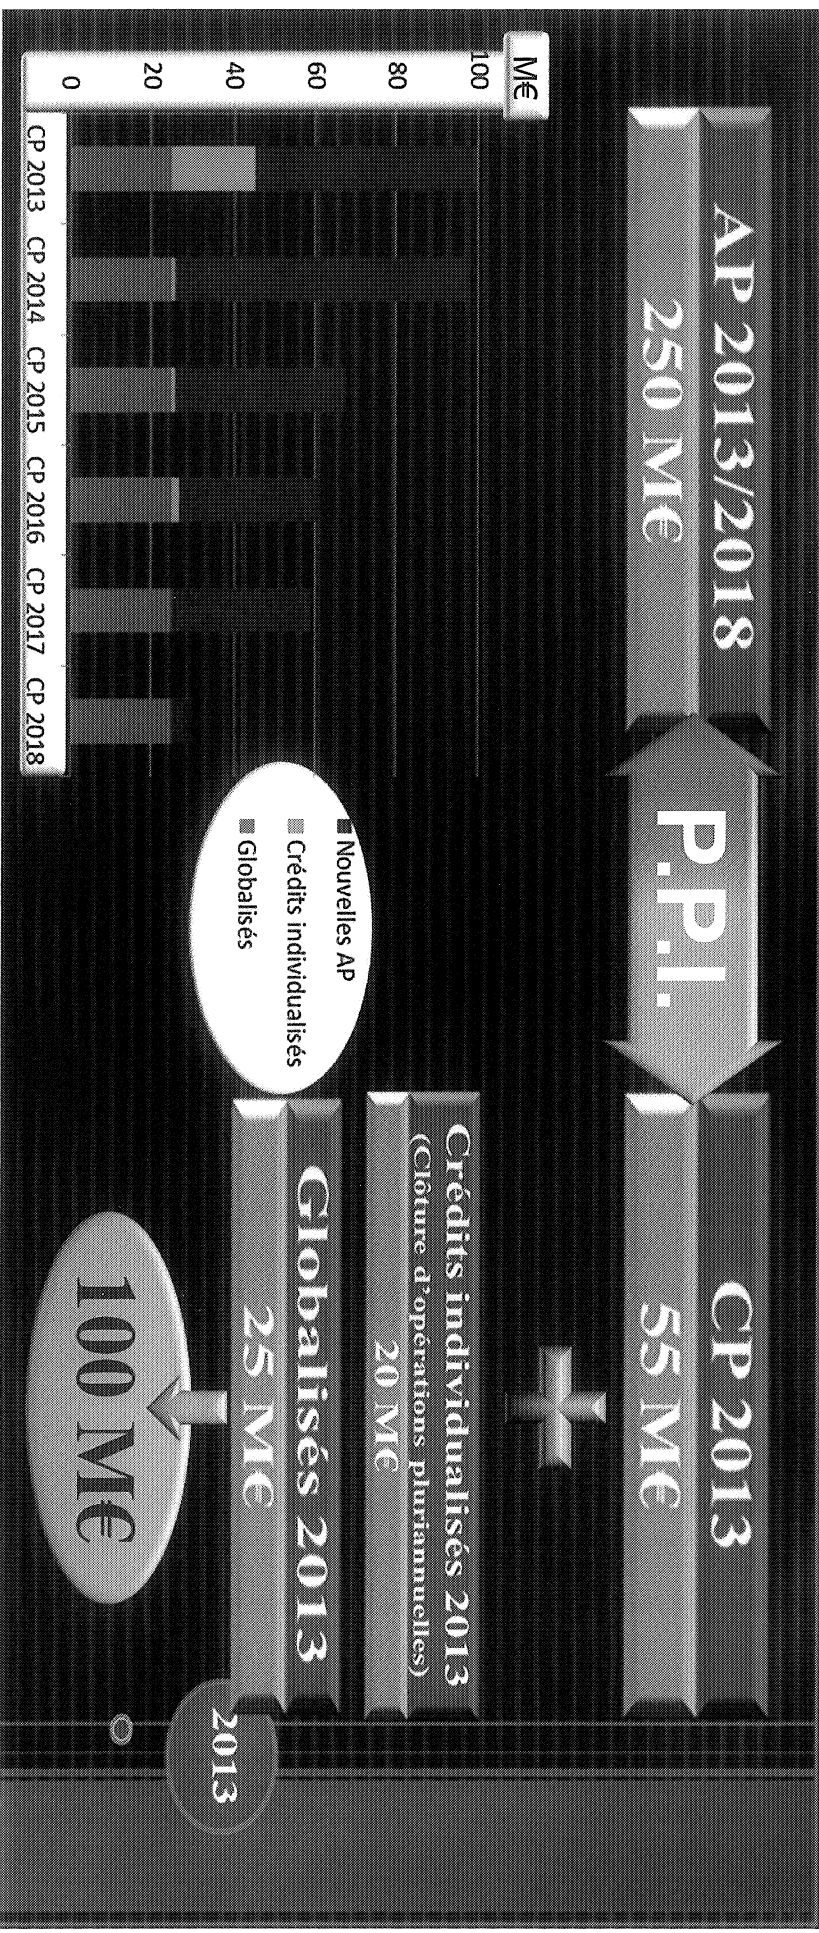 AP 2013/2018
250 M€
P.P.I.
CP 2013
55 M€
Crédits individualisés 2013
(Clôture d'opérations pluriannuelles)
20 M€
Globalisés 2013
25 M€
100 M€
M€
100
80
60
40
20
0
CP 2013
CP 2014
CP 2015
CP 2016
CP 2017
CP 2018
Nouvelles AP
Crédits individualisés
Globalisés
2013